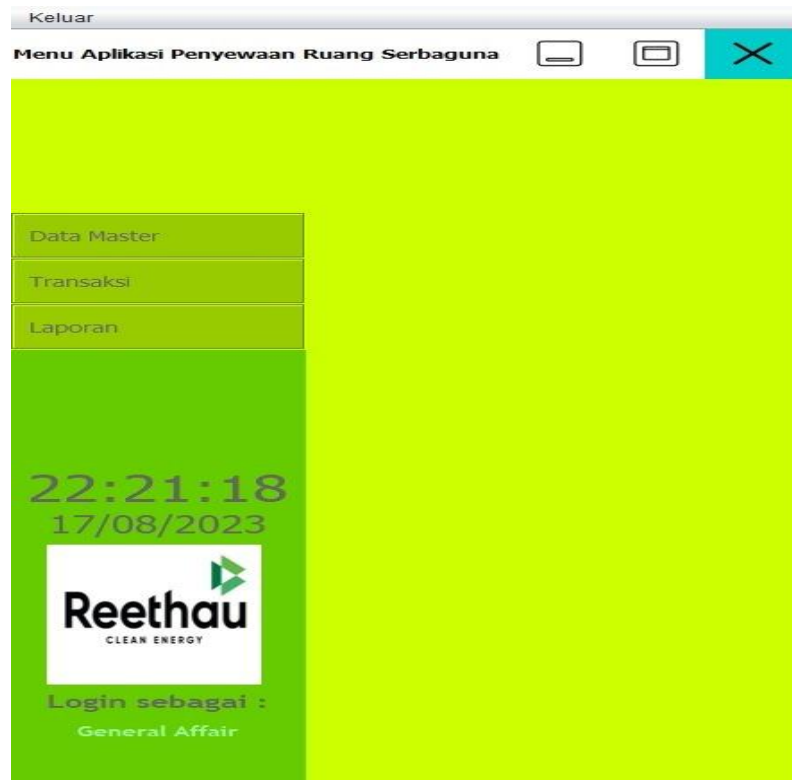 Keluar
Menu Aplikasi Penyewaan Ruang Serbaguna
Data Master
Transaksi
Laporan
22:21:18
17/08/2023
Reethau
CLEAN ENERGY
Login sebagai :
General Affair